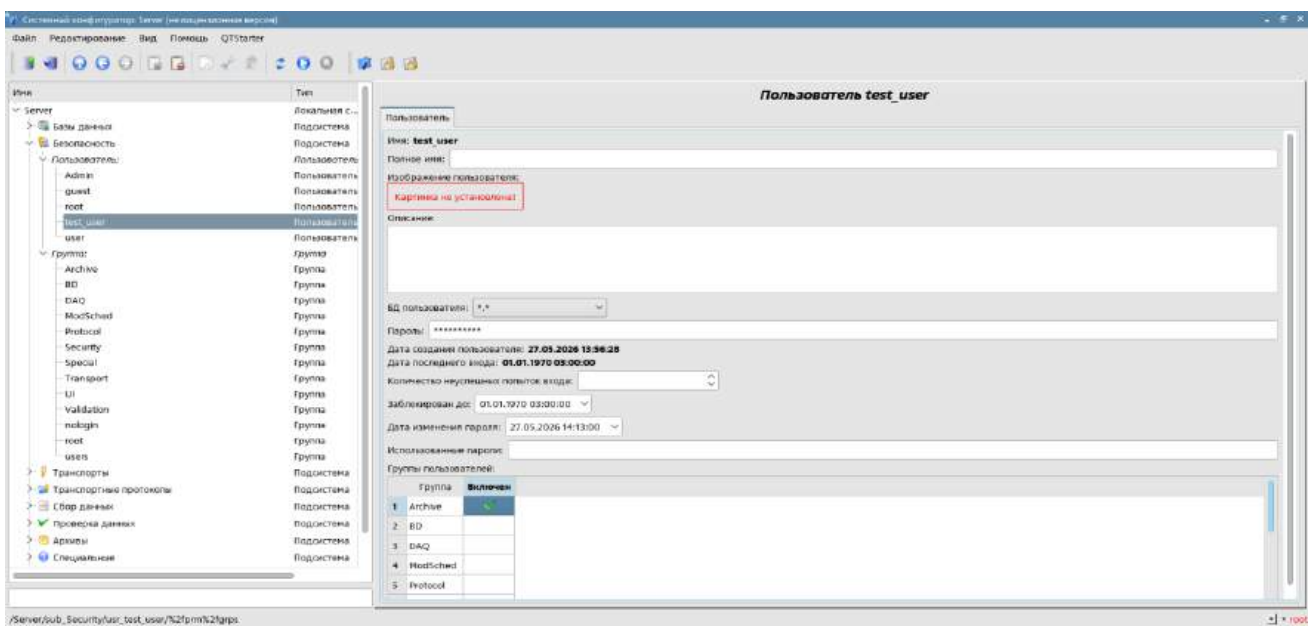 Системный конфигуратор: Server (не лицензионная версия)
Файл Редактирование Вид Помощь QTStarter
Имя Тип
Server Локальная с...
Базы данных Подсистема
Безопасность Подсистема
Пользователь: Пользователь
Admin Пользователь
guest Пользователь
root Пользователь
test_user Пользователь
user Пользователь
Группа: Группа
Archive Группа
BD Группа
DAQ Группа
ModSched Группа
Protocol Группа
Security Группа
Special Группа
Transport Группа
UI Группа
Validation Группа
nologin Группа
root Группа
users Группа
Транспорты Подсистема
Транспортные протоколы Подсистема
Сбор данных Подсистема
Проверка данных Подсистема
Архивы Подсистема
Специальные Подсистема
Пользователь test_user
Пользователь
Имя: test_user
Полное имя:
Изображение пользователя:
Картинка не установлена!
Описание:
БД пользователя: *.*
Пароль: **********
Дата создания пользователя: 27.05.2026 13:56:28
Дата последнего входа: 01.01.1970 03:00:00
Количество неуспешных попыток входа:
Заблокирован до: 01.01.1970 03:00:00
Дата изменения пароля: 27.05.2026 14:13:00
Использованные пароли:
Группы пользователей:
Группа Включен
1 Archive
2 BD
3 DAQ
4 ModSched
5 Protocol
/Server/sub_Security/usr_test_user/%2fprm%2fgrps
* root